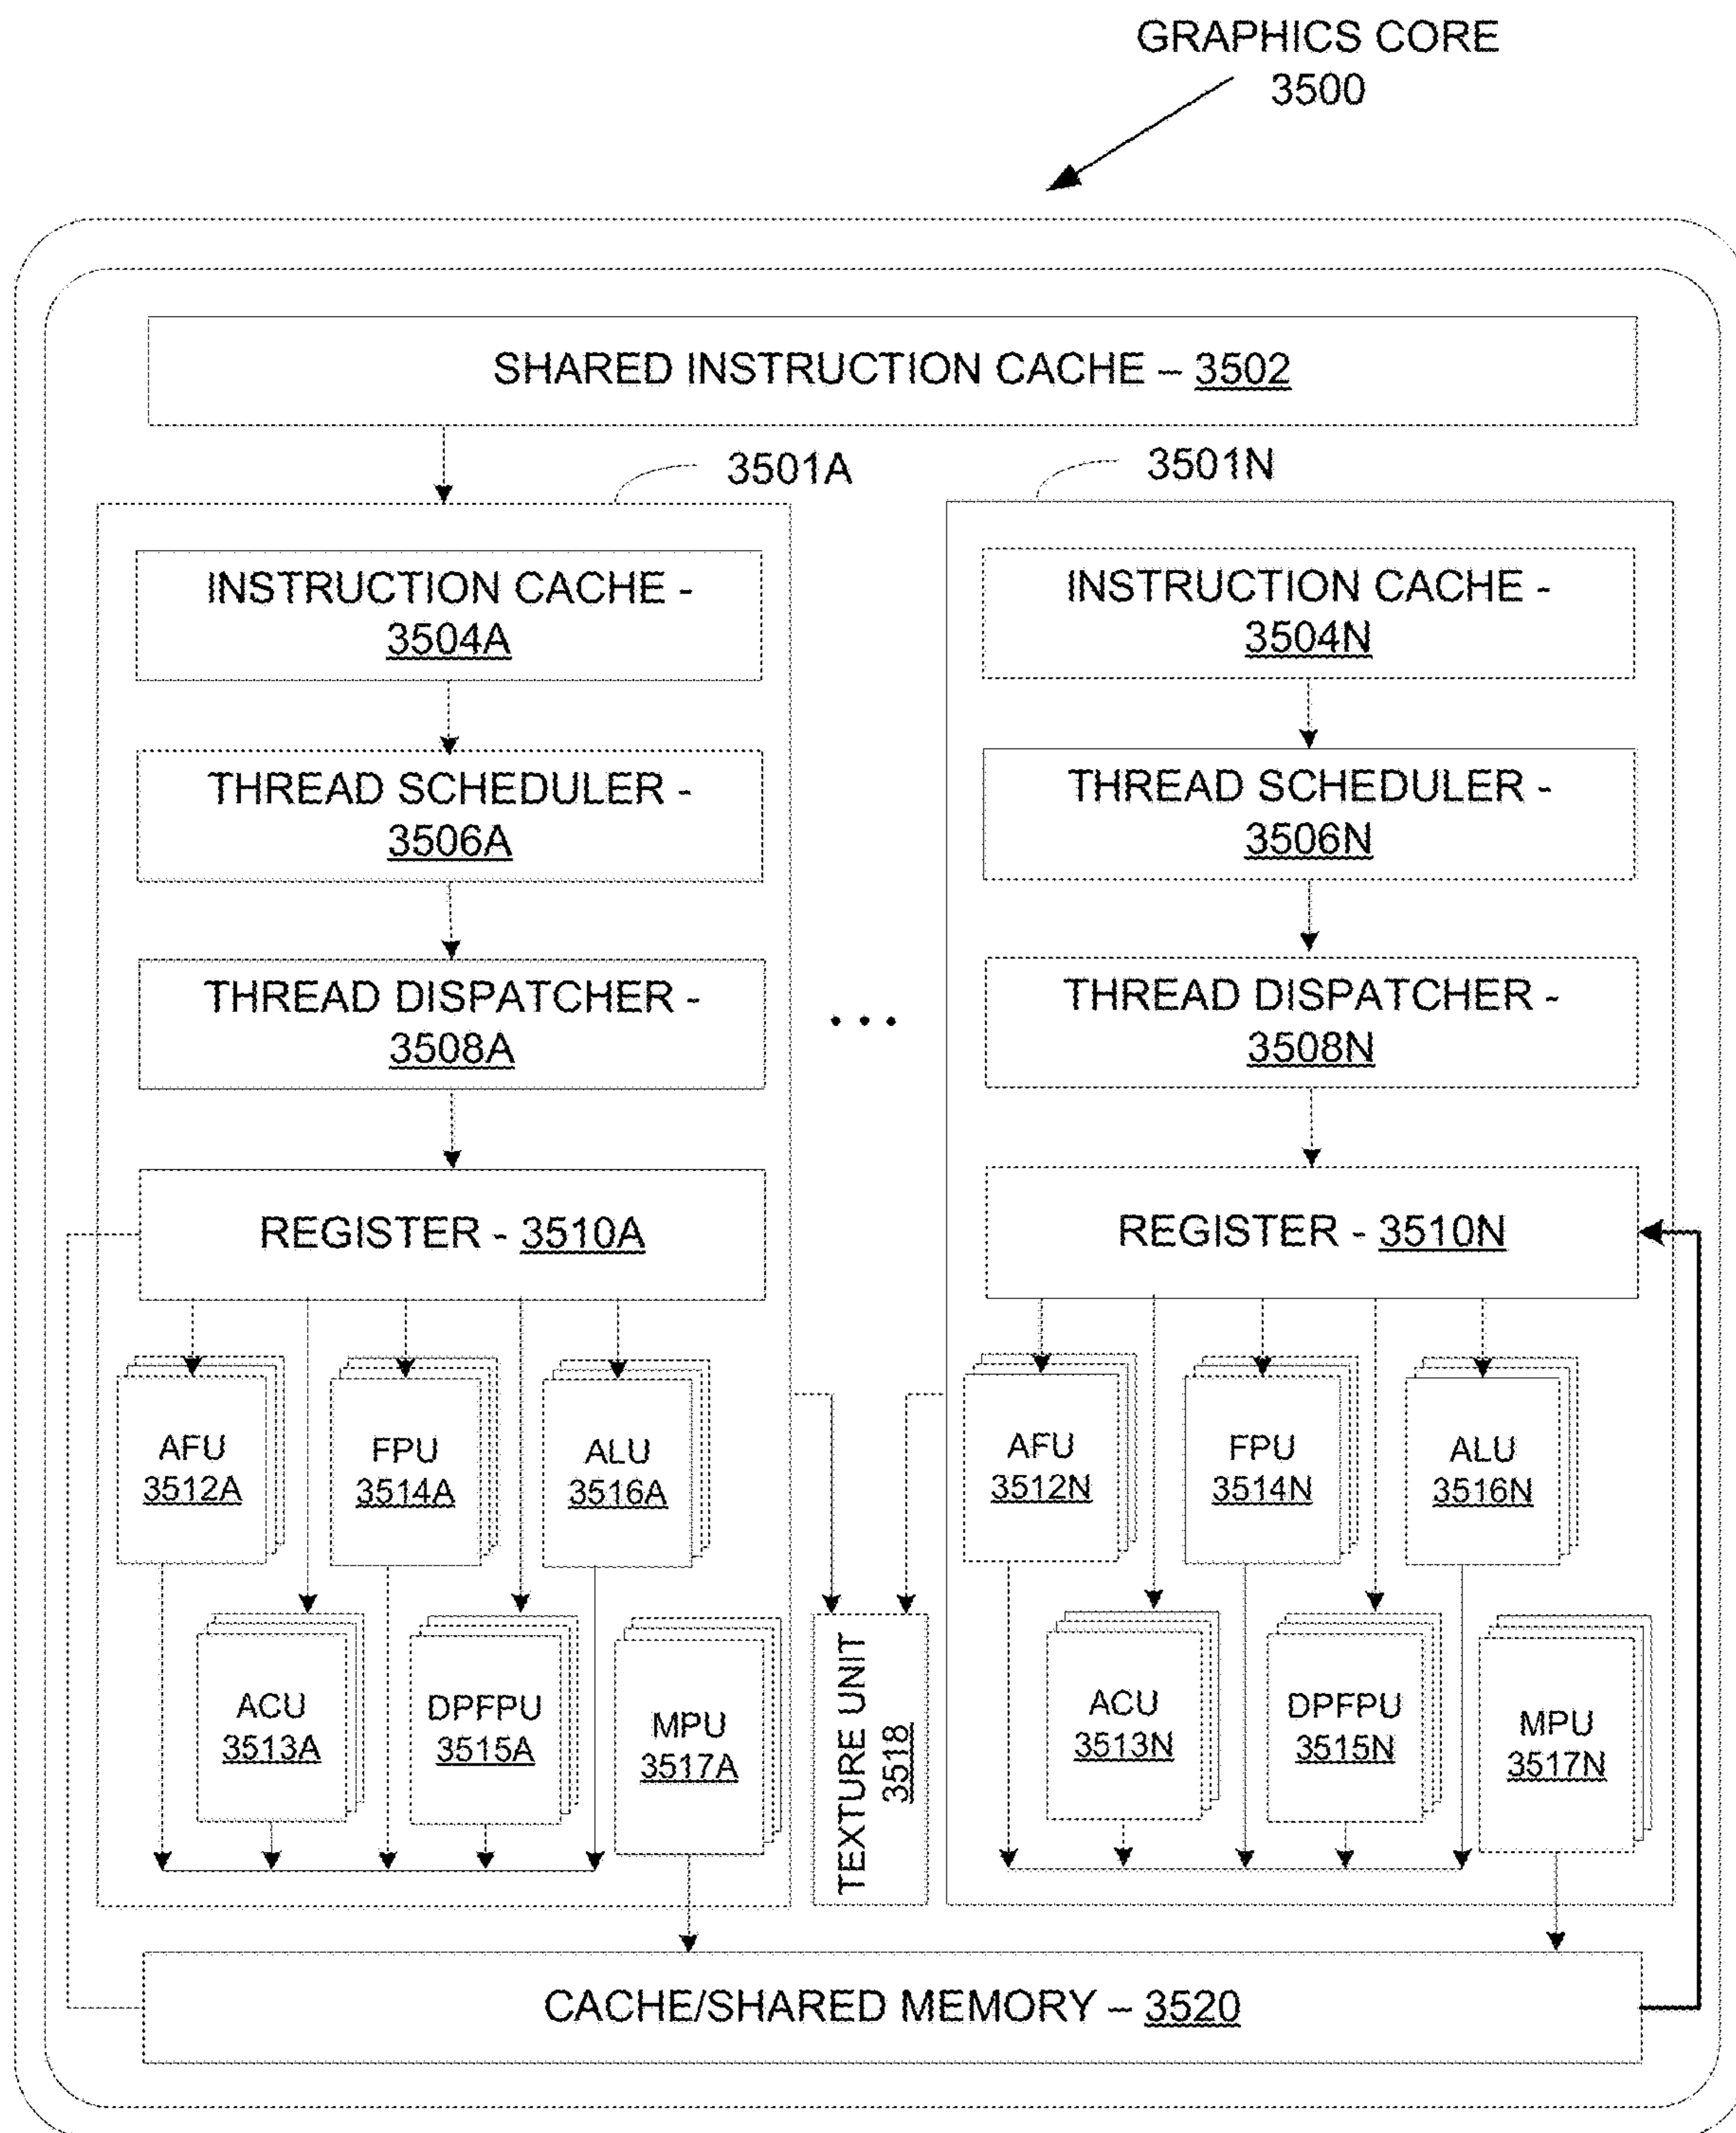 GRAPHICS CORE
3500
SHARED INSTRUCTION CACHE – 3502
3501A
3501N
INSTRUCTION CACHE -
3504A
THREAD SCHEDULER -
3506A
THREAD DISPATCHER -
3508A
REGISTER - 3510A
AFU
3512A
FPU
3514A
ALU
3516A
ACU
3513A
DPFPU
3515A
MPU
3517A
...
TEXTURE UNIT
3518
INSTRUCTION CACHE -
3504N
THREAD SCHEDULER -
3506N
THREAD DISPATCHER -
3508N
REGISTER - 3510N
AFU
3512N
FPU
3514N
ALU
3516N
ACU
3513N
DPFPU
3515N
MPU
3517N
CACHE/SHARED MEMORY – 3520